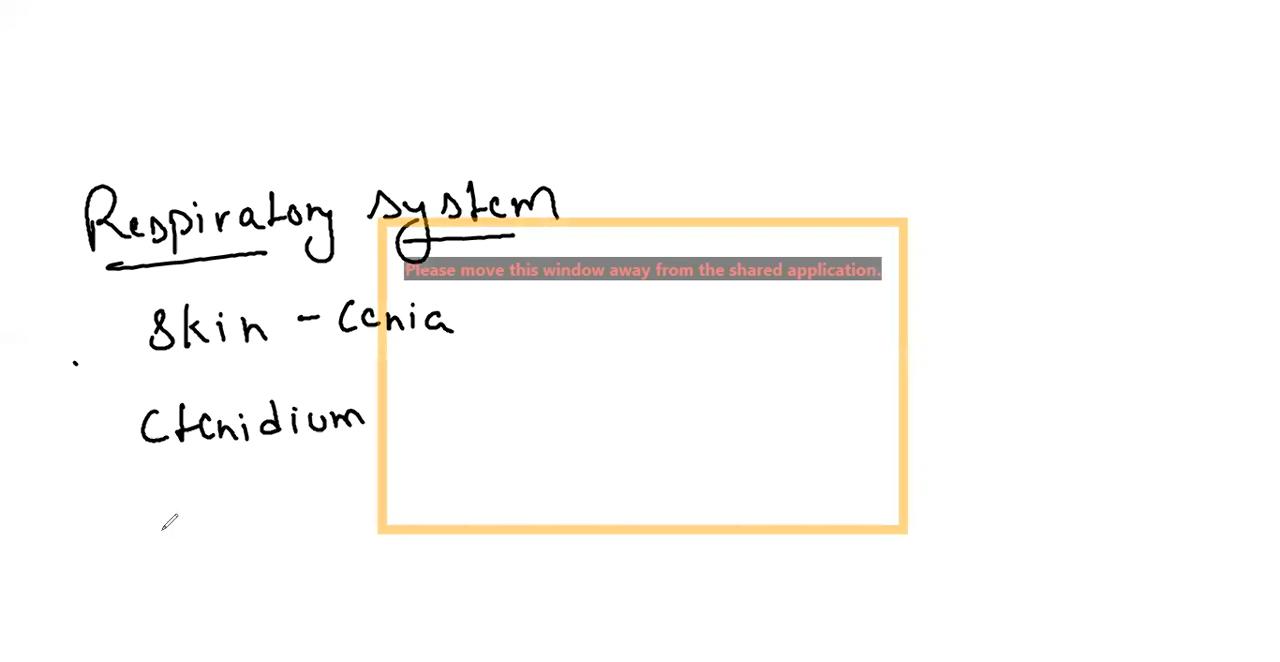 Respiratory system
Please move this window away from the shared application.
Skin - Cenia
Ctenidium